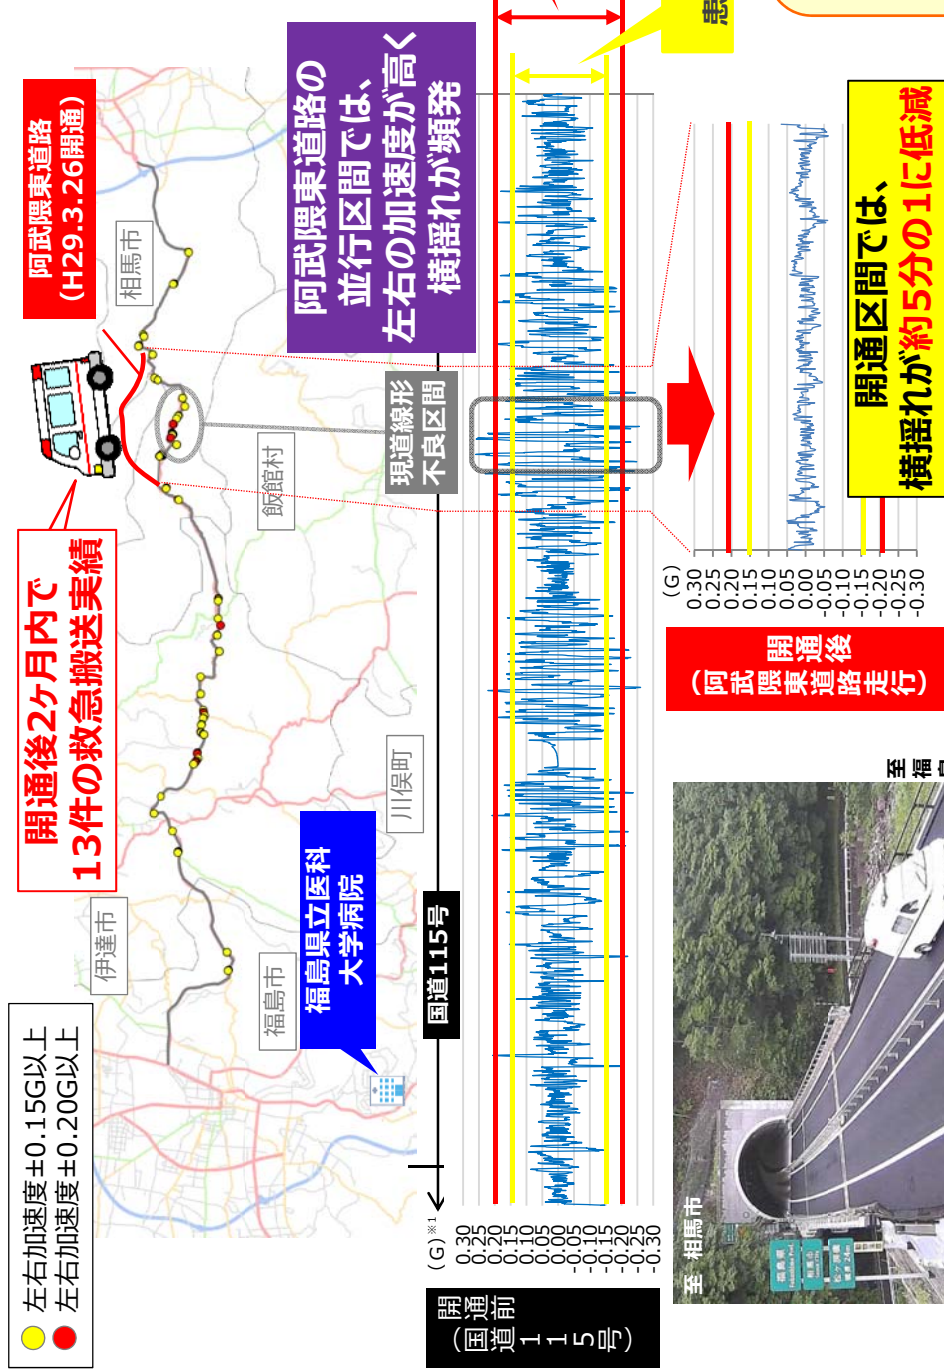 左右加速度±0.15G以上
左右加速度±0.20G以上
開通後2ヶ月内で
13件の救急搬送実績
阿武隈東道路
(H29.3.26開通)
相馬市
伊達市
福島市
飯館村
川俣町
福島県立医科
大学病院
阿武隈東道路の
並行区間では、
左右の加速度が高く
横揺れが頻発
現道線形
不良区間
国道115号
開通前
(国道115号)
(G)※1
0.30
0.25
0.20
0.15
0.10
0.05
0.00
-0.05
-0.10
-0.15
-0.20
-0.25
-0.30
患
開通後
(阿武隈東道路走行)
(G)
0.30
0.25
0.20
0.15
0.10
0.05
0.00
-0.05
-0.10
-0.15
-0.20
-0.25
-0.30
開通区間では、
横揺れが約5分の1に低減
至 相馬市
福島県
相馬市
至 福